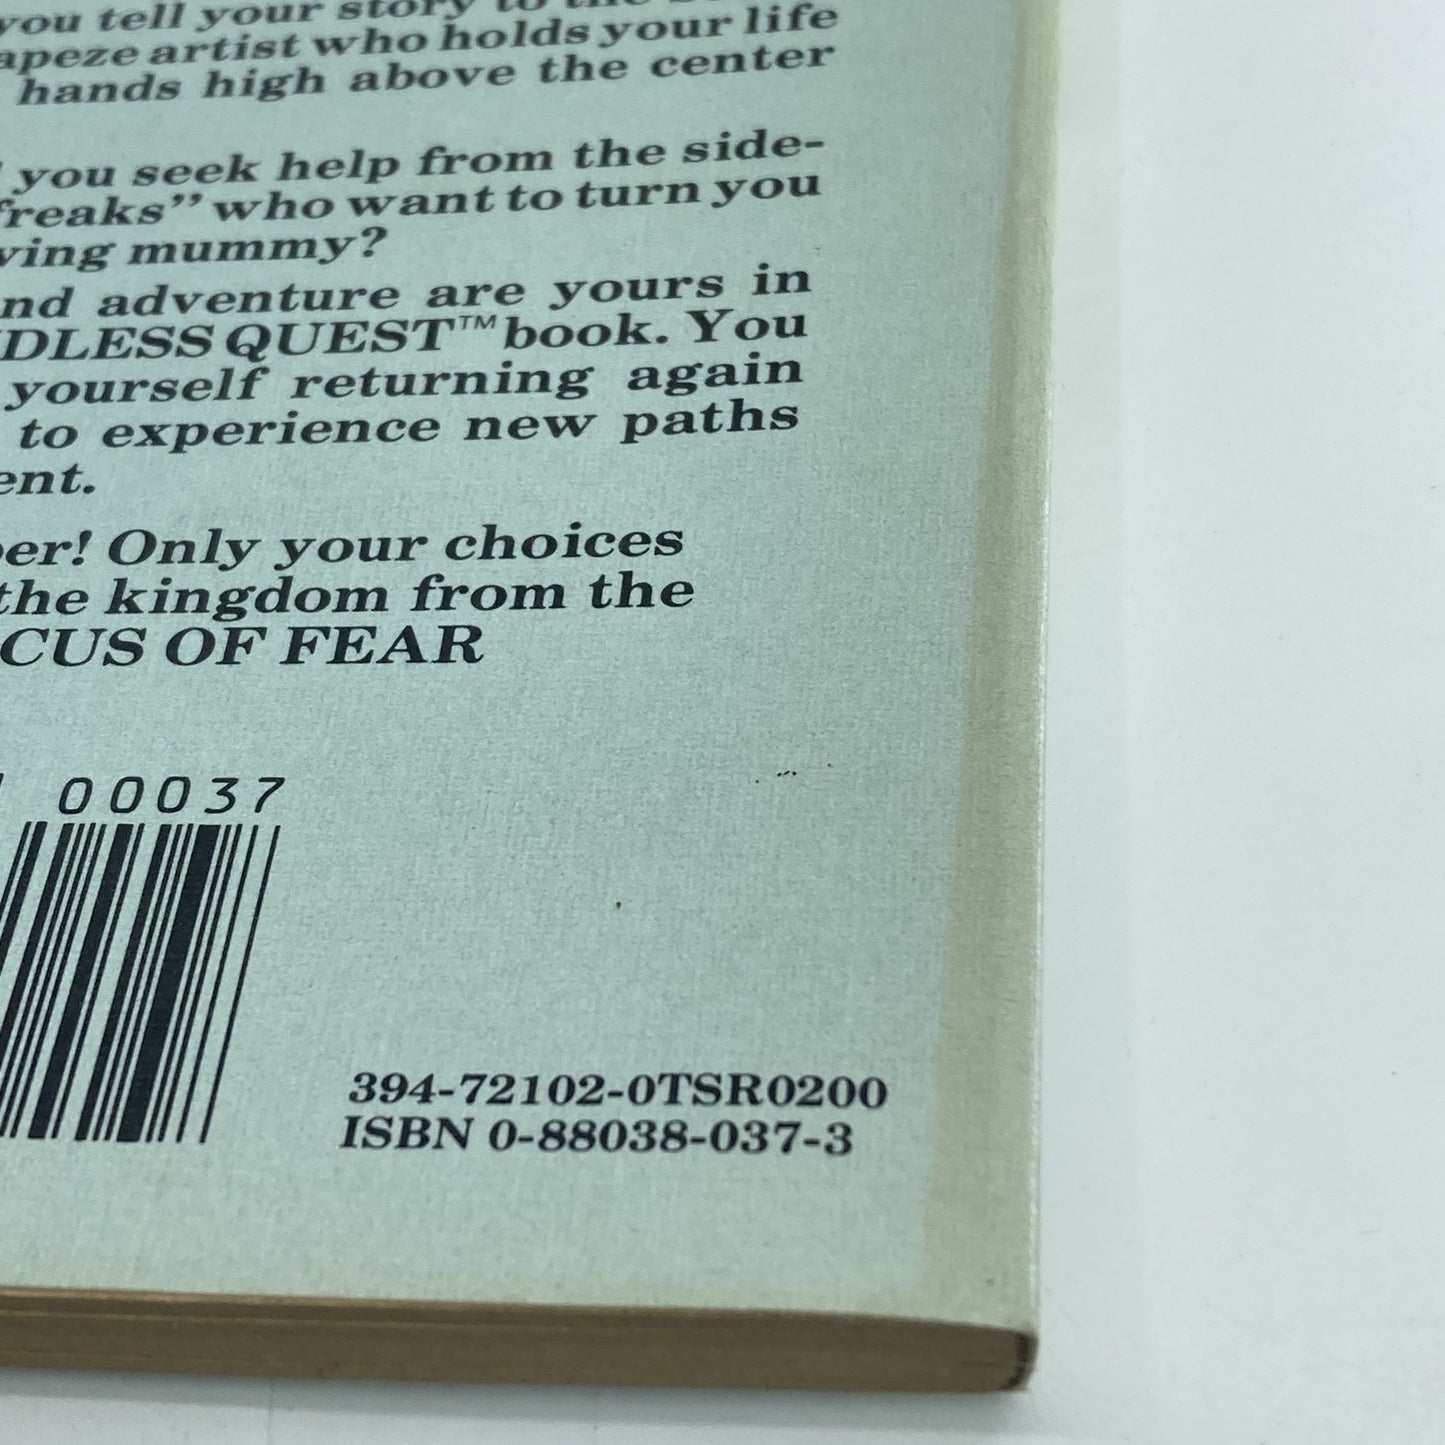 you tell your story to the
apeze artist who holds your life
hands high above the center
you seek help from the side-
freaks" who want to turn you
ving mummy?
nd adventure are yours in
DLESS QUEST™ book. You
yourself returning again
to experience new paths
ent.
er! Only your choices
the kingdom from the
CUS OF FEAR
00037
394-72102-0TSR0200
ISBN 0-88038-037-3